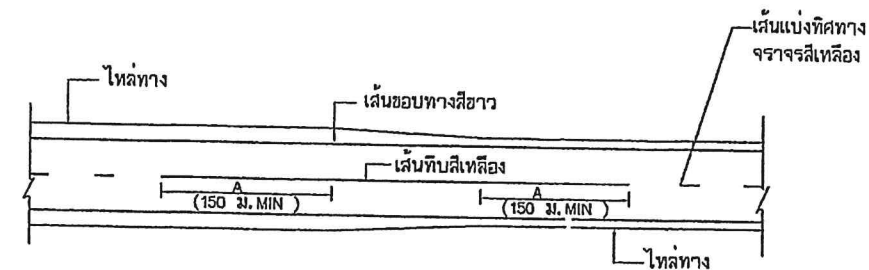 เส้นแบ่งทิศทาง
จราจรสีเหลือง
ไหล่ทาง
เส้นขอบทางสีขาว
เส้นทึบสีเหลือง
A
(150 ม. MIN )
A
(150 ม. MIN )
ไหล่ทาง